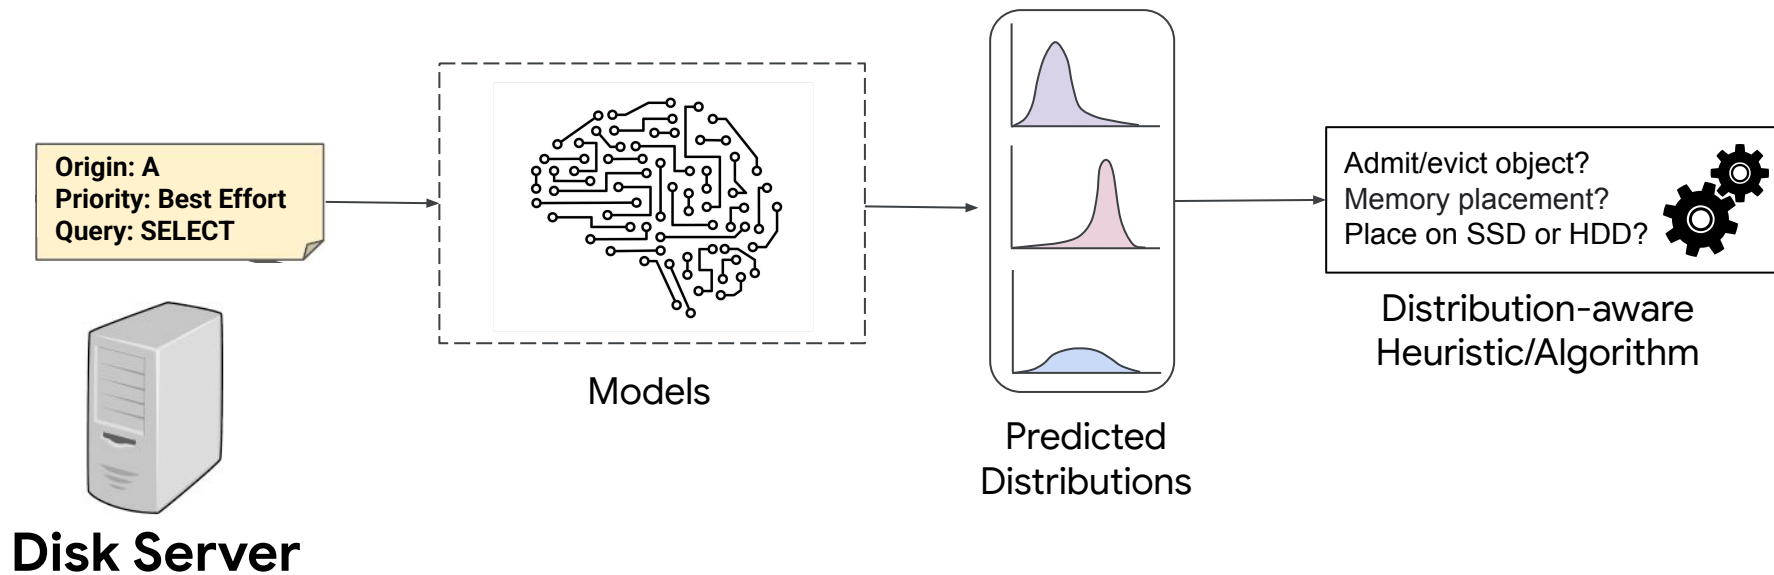 Origin: A
Priority: Best Effort
Query: SELECT
Disk Server
Models
Predicted
Distributions
Admit/evict object?
Memory placement?
Place on SSD or HDD?
Distribution-aware
Heuristic/Algorithm